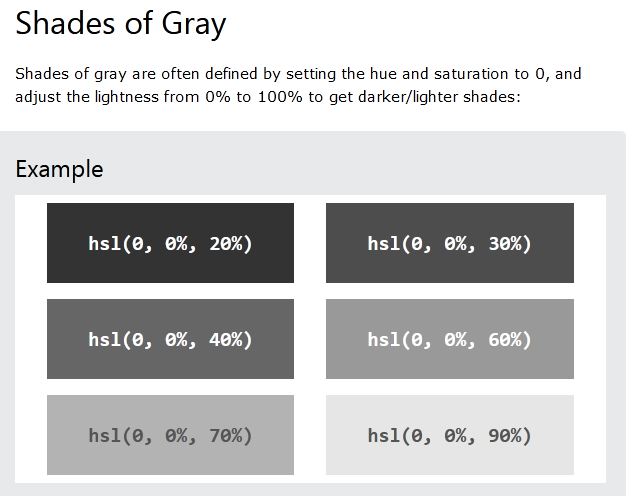 Shades of Gray
Shades of gray are often defined by setting the hue and saturation to 0, and
adjust the lightness from 0% to 100% to get darker/lighter shades:
Example
hsl(0, 0%, 20%)
hsl(0, 0%, 30%)
hsl(0, 0%, 40%)
hsl(0, 0%, 60%)
hsl(0, 0%, 70%)
hsl(0, 0%, 90%)